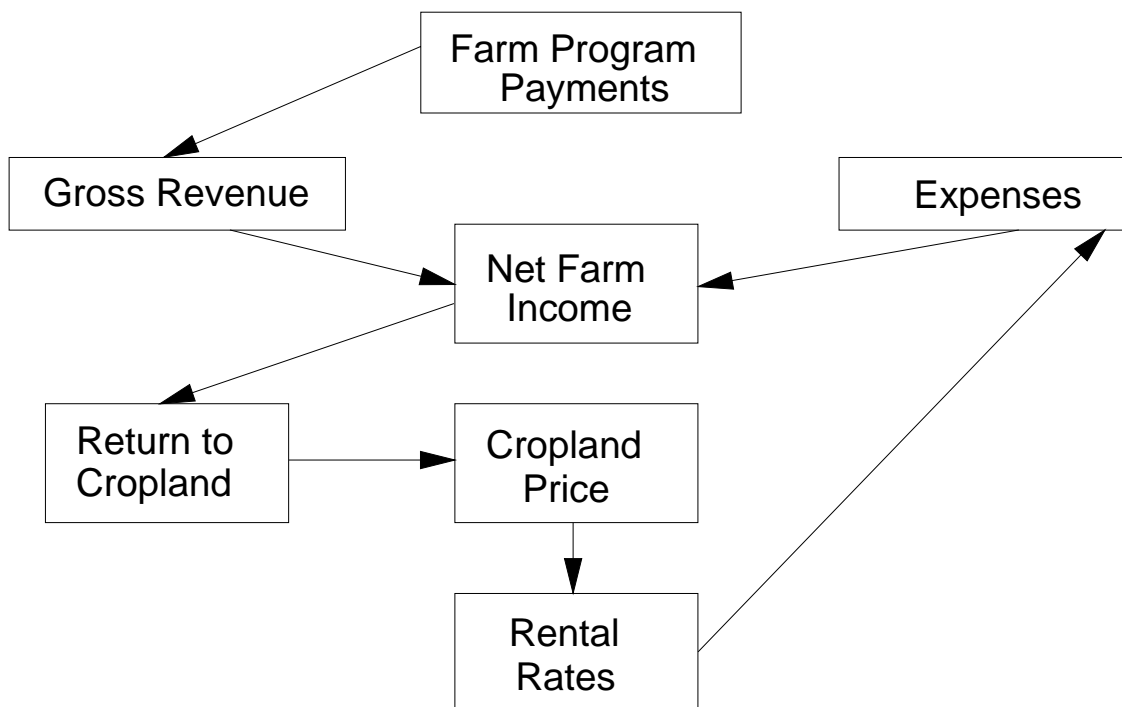 Farm Program
Payments
Gross Revenue
Expenses
Net Farm
Income
Return to
Cropland
Cropland
Price
Rental
Rates